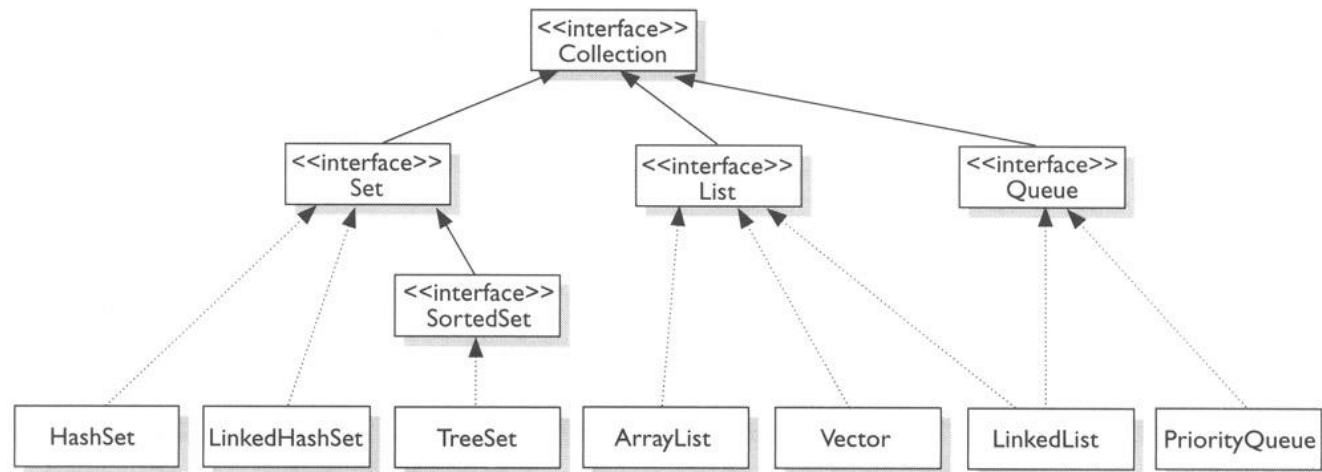 <<interface>>
Collection
<<interface>>
Set
<<interface>>
List
<<interface>>
Queue
<<interface>>
SortedSet
HashSet
LinkedHashSet
TreeSet
ArrayList
Vector
LinkedList
PriorityQueue